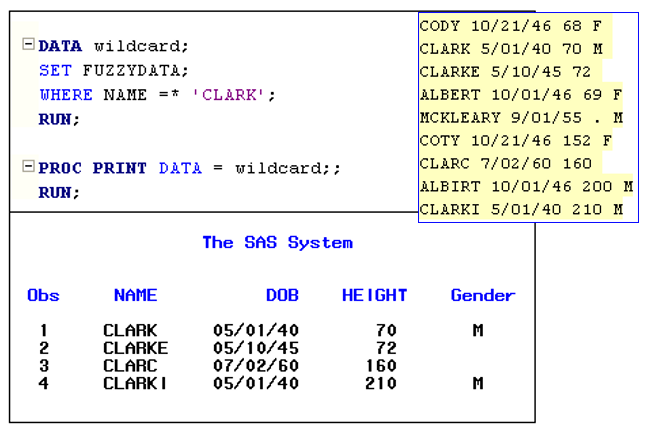 DATA wildcard;
SET FUZZYDATA;
WHERE NAME =* 'CLARK';
RUN;
PROC PRINT DATA = wildcard;;
RUN;
CODY 10/21/46 68 F
CLARK 5/01/40 70 M
CLARKE 5/10/45 72
ALBERT 10/01/46 69 F
MCKLEARY 9/01/55 . M
COTY 10/21/46 152 F
CLARC 7/02/60 160
ALBIRT 10/01/46 200 M
CLARKI 5/01/40 210 M
The SAS System
Obs NAME DOB HEIGHT Gender
1 CLARK 05/01/40 70 M
2 CLARKE 05/10/45 72
3 CLARC 07/02/60 160
4 CLARKI 05/01/40 210 M